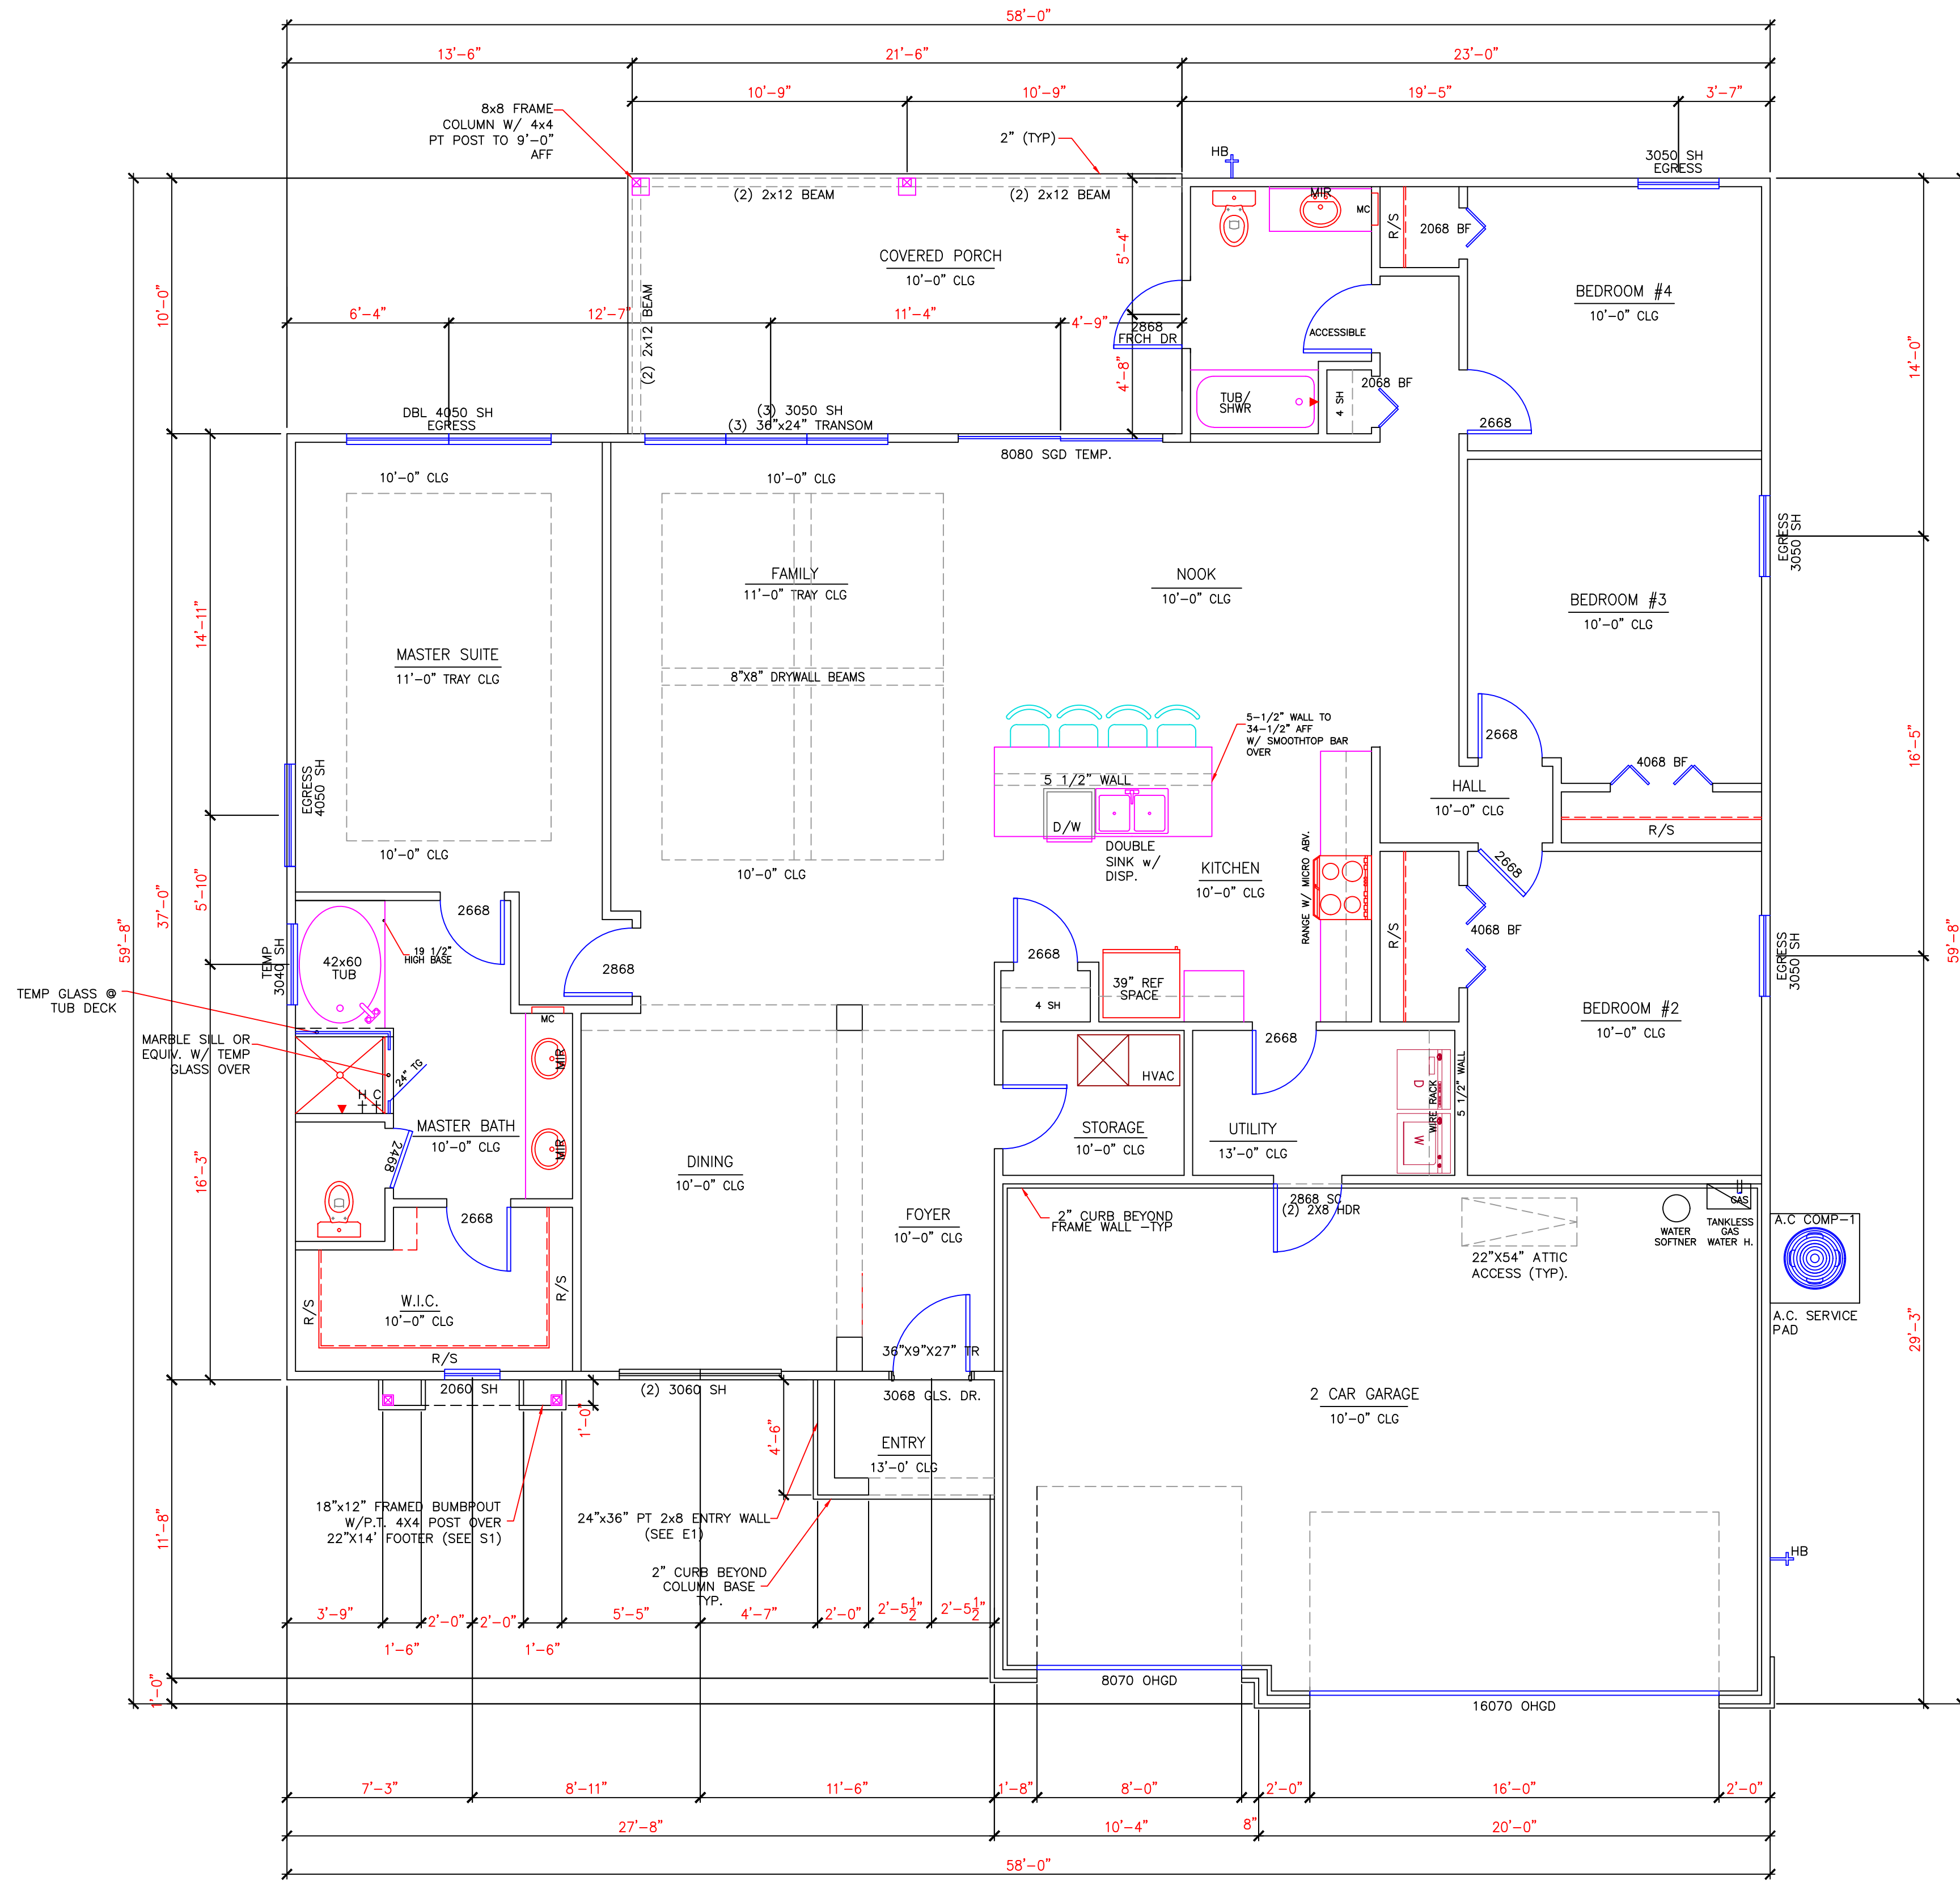 58'-0"
13'-6"
21'-6"
23'-0"
10'-9"
10'-9"
19'-5"
3'-7"
8x8 FRAME
COLUMN W/ 4x4
PT POST TO 9'-0"
AFF
2" (TYP)
HB
3050 SH
EGRESS
(2) 2x12 BEAM
(2) 2x12 BEAM
MIR
MC
R/S
2068 BF
5'-4"
COVERED PORCH
10'-0" CLG
BEDROOM #4
10'-0" CLG
10'-0"
(2) 2x12 BEAM
6'-4"
12'-7"
11'-4"
4'-9"
2868
FRCH DR
ACCESSIBLE
14'-0"
4'-8"
TUB/
SHWR
4 SH
2068 BF
2668
DBL 4050 SH
EGRESS
(3) 3050 SH
(3) 36"x24" TRANSOM
8080 SGD TEMP.
10'-0" CLG
10'-0" CLG
EGRESS
3050 SH
FAMILY
11'-0" TRAY CLG
NOOK
10'-0" CLG
BEDROOM #3
10'-0" CLG
14'-11"
MASTER SUITE
11'-0" TRAY CLG
8"X8" DRYWALL BEAMS
5-1/2" WALL TO
34-1/2" AFF
W/ SMOOTHTOP BAR
OVER
2668
16'-5"
4068 BF
EGRESS
4050 SH
5 1/2" WALL
HALL
10'-0" CLG
D/W
R/S
DOUBLE
SINK w/
DISP.
10'-0" CLG
10'-0" CLG
KITCHEN
10'-0" CLG
RANGE W/ MICRO ABV.
2668
59'-8"
37'-0"
5'-10"
2668
R/S
4068 BF
EGRESS
3050 SH
59'-8"
TEMP
3040 SH
19 1/2"
HIGH BASE
42x60
TUB
2868
2668
39" REF
SPACE
4 SH
TEMP GLASS @
TUB DECK
MC
BEDROOM #2
10'-0" CLG
MARBLE SILL OR
EQUIV. W/ TEMP
GLASS OVER
24" TG
H C
MIR
2668
HVAC
D
WIRE RACK
5 1/2" WALL
MASTER BATH
10'-0" CLG
MIR
STORAGE
10'-0" CLG
UTILITY
13'-0" CLG
W
2468
16'-3"
DINING
10'-0" CLG
2668
FOYER
10'-0" CLG
2" CURB BEYOND
FRAME WALL -TYP
2868 SC
(2) 2X8 HDR
22"X54" ATTIC
ACCESS (TYP).
WATER
SOFTNER
GAS
TANKLESS
GAS
WATER H.
A.C COMP-1
A.C. SERVICE
PAD
R/S
R/S
W.I.C.
10'-0" CLG
R/S
36"X9"X27" TR
29'-3"
2060 SH
(2) 3060 SH
3068 GLS. DR.
2 CAR GARAGE
10'-0" CLG
1'-0"
4'-6"
ENTRY
13'-0' CLG
18"x12" FRAMED BUMBPOUT
W/P.T. 4X4 POST OVER
22"X14' FOOTER (SEE S1)
24"x36" PT 2x8 ENTRY WALL
(SEE E1)
2" CURB BEYOND
COLUMN BASE
TYP.
11'-8"
HB
3'-9"
2'-0"
2'-0"
5'-5"
4'-7"
2'-0"
2'-5 1/2"
2'-5 1/2"
1'-6"
1'-6"
1'-0"
8070 OHGD
16070 OHGD
7'-3"
8'-11"
11'-6"
1'-8"
8'-0"
2'-0"
16'-0"
2'-0"
27'-8"
10'-4"
8"
20'-0"
58'-0"